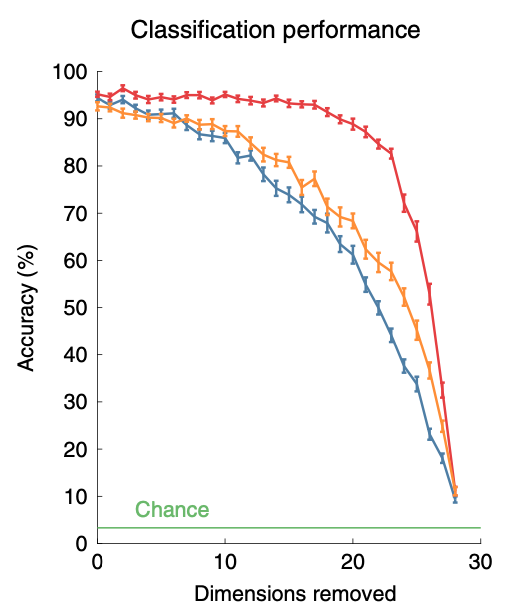 Classification performance
100
90
80
70
60
50
40
30
20
10
0
Accuracy (%)
Chance
0 10 20 30
Dimensions removed